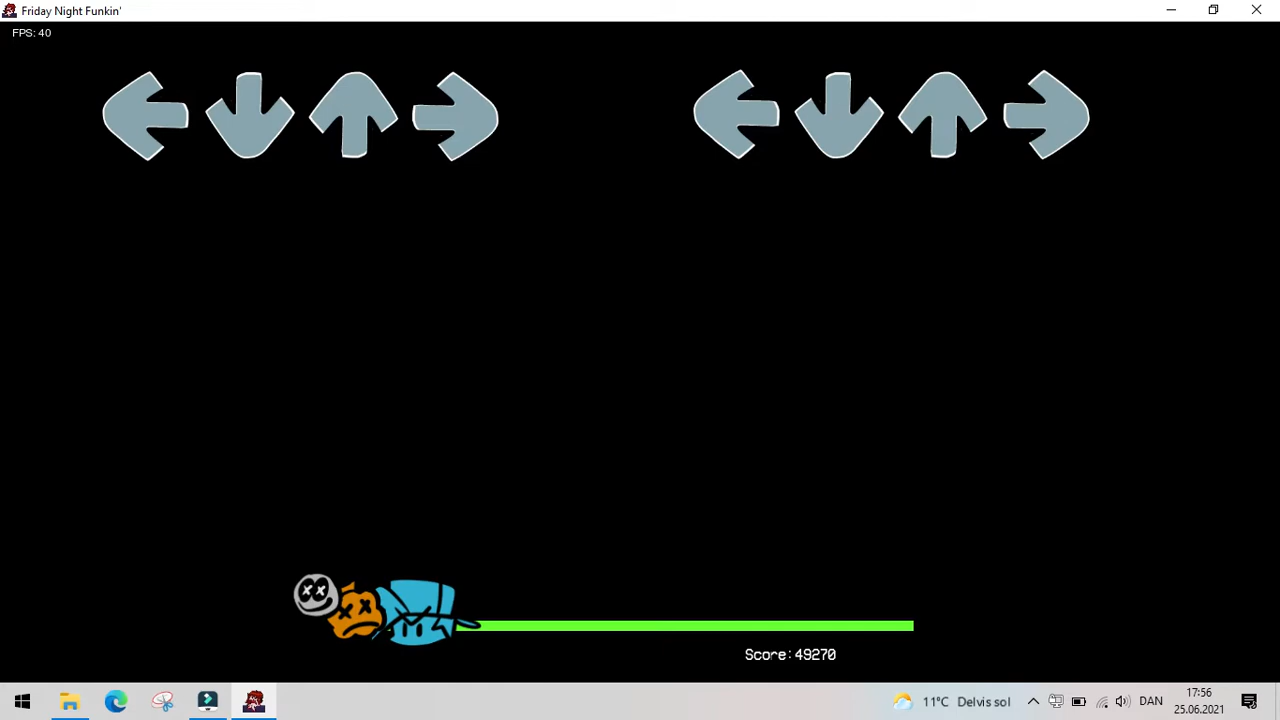 Friday Night Funkin'
FPS: 40
Score:49270
11°C Delvis sol
DAN
17:56
25.06.2021